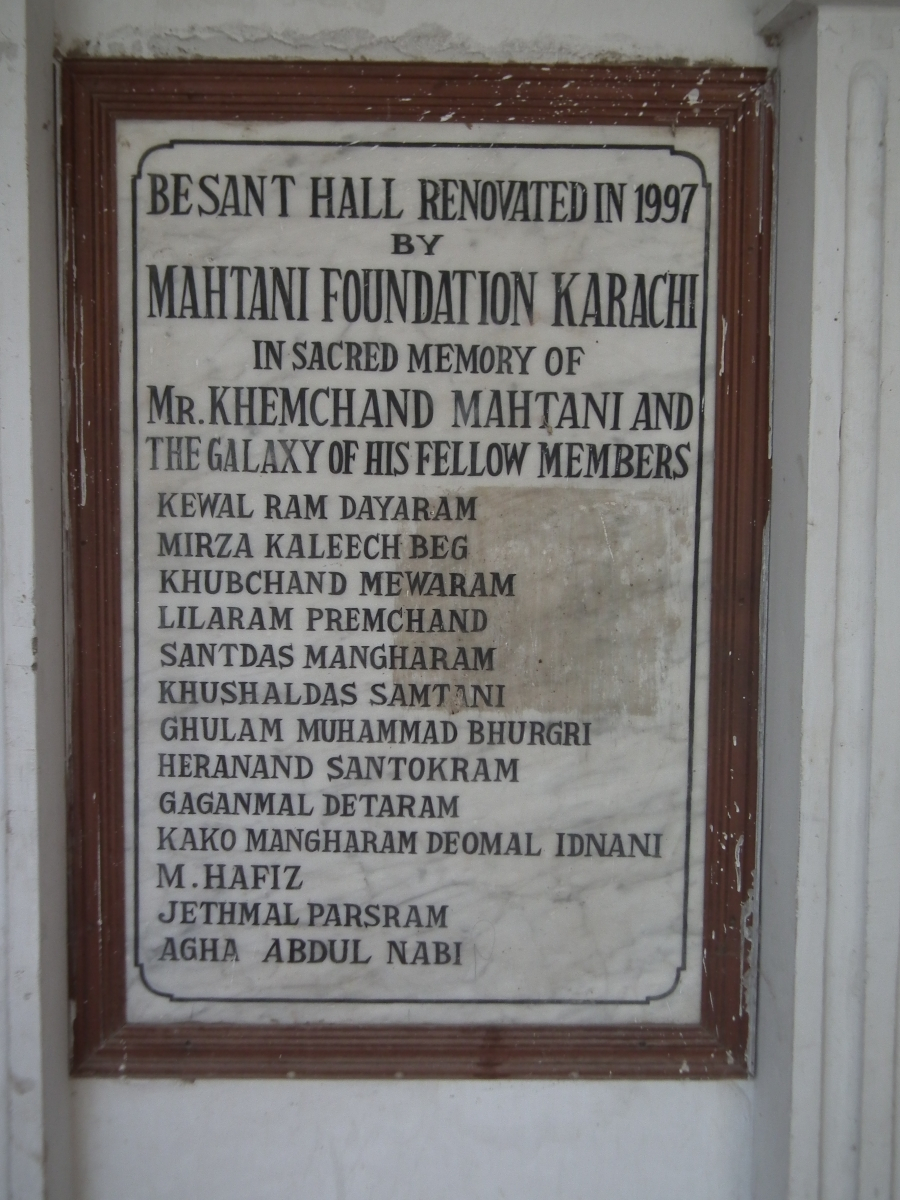 BESANT HALL RENOVATED IN 1997
BY
MAHTANI FOUNDATION KARACHI
IN SACRED MEMORY OF
MR. KHEMCHAND MAHTANI AND
THE GALAXY OF HIS FELLOW MEMBERS
KEWAL RAM DAYARAM
MIRZA KALEECH BEG
KHUBCHAND MEWARAM
LILARAM PREMCHAND
SANTDAS MANGHARAM
KHUSHALDAS SAMTANI
GHULAM MUHAMMAD BHURGRI
HERANAND SANTOKRAM
GAGANMAL DETARAM
KAKO MANGHARAM DEOMAL IDNANI
M. HAFIZ
JETHMAL PARSRAM
AGHA ABDUL NABI